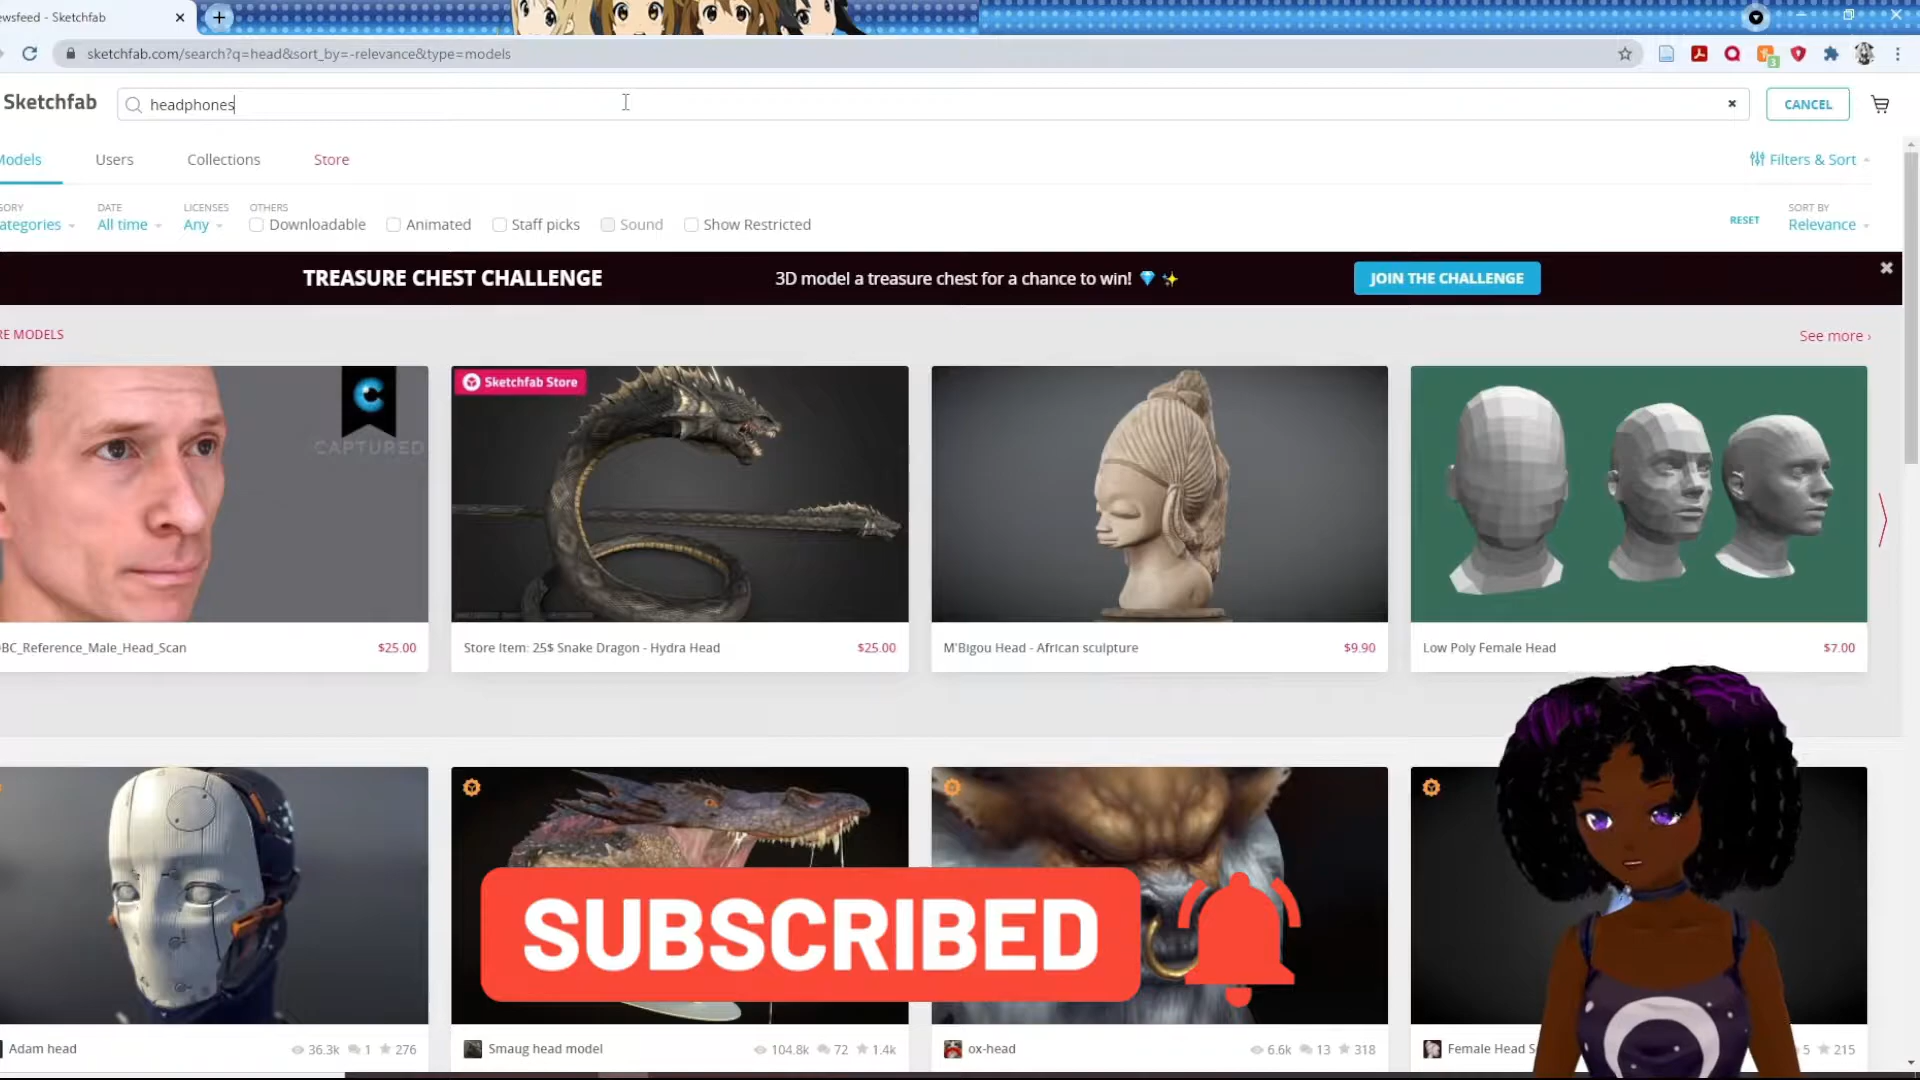 ewsfeed - Sketchfab
sketchfab.com/search?q=head&sort_by=-relevance&type=models
3
Sketchfab
headphones
CANCEL
Models
Users
Collections
Store
Filters & Sort
GORY
DATE
LICENSES
OTHERS
SORT BY
ategories
All time
Any
Downloadable
Animated
Staff picks
Sound
Show Restricted
RESET
Relevance
TREASURE CHEST CHALLENGE
3D model a treasure chest for a chance to win!
JOIN THE CHALLENGE
RE MODELS
See more ›
CAPTURED
Sketchfab Store
BC_Reference_Male_Head_Scan
$25.00
Store Item: 25$ Snake Dragon - Hydra Head
$25.00
M'Bigou Head - African sculpture
$9.90
Low Poly Female Head
$7.00
SUBSCRIBED
Adam head
36.3k
1
276
Smaug head model
104.8k
72
1.4k
ox-head
6.6k
13
318
Female Head S
5
215